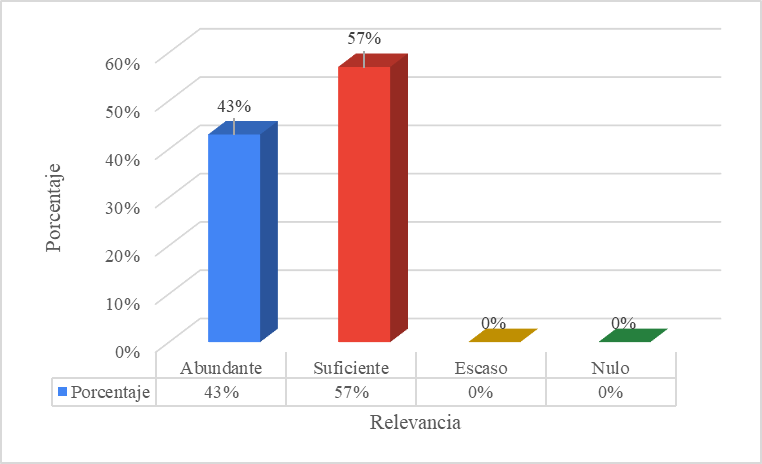 57%
60%
43%
50%
40%
30%
20%
10%
0% 0%
0%
Porcentaje
Abundante Suficiente Escaso Nulo
Porcentaje 43% 57% 0% 0%
Relevancia